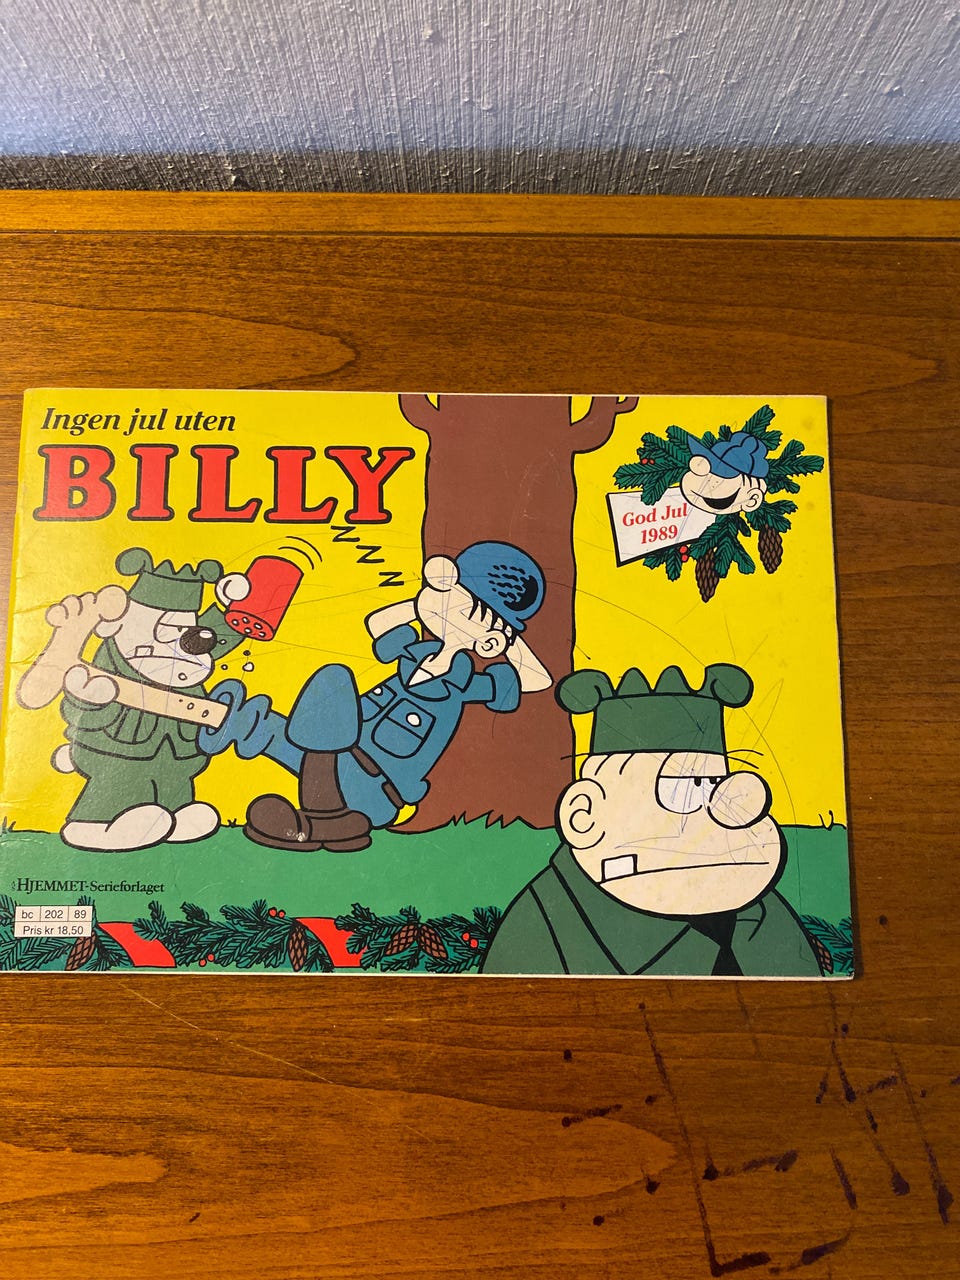 Ingen jul uten
BILLY
God Jul
1989
ZZZ
HJEMMET-Serieforlaget
bc 202 89
Pris kr 18,50